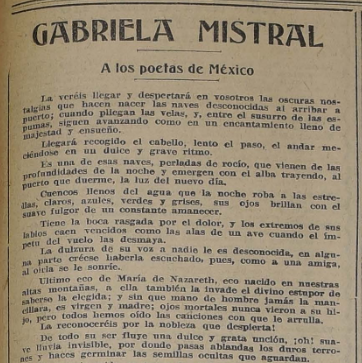 GABRIELA MISTRAL
A los poetas de México
La veréis llegar y despertará en vosotros las oscuras nos-
talgias que hacen nacer las naves desconocidas al arribar a
puerto; cuando pliegan las velas, y, entre el susurro de las es-
pumas, siguen avanzando como en un encantamiento lleno de
majestad y ensueño.
Llegará recogido el cabello, lento el paso, el andar me-
ciéndose en un dulce y grave ritmo.
Es una de esas naves, perladas de rocío, que vienen de las
profundidades de la noche y emergen con el alba trayendo, al
puerto que duerme, la luz del nuevo día.
Cuencos llenos del agua que la noche roba a las estre-
llas, claros, azules, verdes y grises, sus ojos brillan con el
suave fulgor de un constante amanecer.
Tiene la boca rasgada por el dolor, y los extremos de sus
labios caen vencidos como las alas de un ave cuando el ím-
petu del vuelo las desmaya.
La dulzura de su voz a nadie le es desconocida, en algu-
na parte créese haberla escuchado, pues, como a una amiga,
al oirla se le sonríe.
Ultimo eco de María de Nazareth, eco nacido en nuestras
altas montañas, a ella también la invade el divino estupor de
saberse la elegida; y sin que mano de hombre jamás la man-
cillara, es virgen y madre; ojos mortales nunca vieron a su hi-
jo, pero todos hemos oído las canciones con que le arrulla.
La reconoceréis por la nobleza que despierta!
De todo su ser fluye una dulce y grata unción, ¡oh! sua-
ve lluvia invisible, por donde pasas ablandas los duros terro-
nes y haces germinar las semillas ocultas que aguardan.